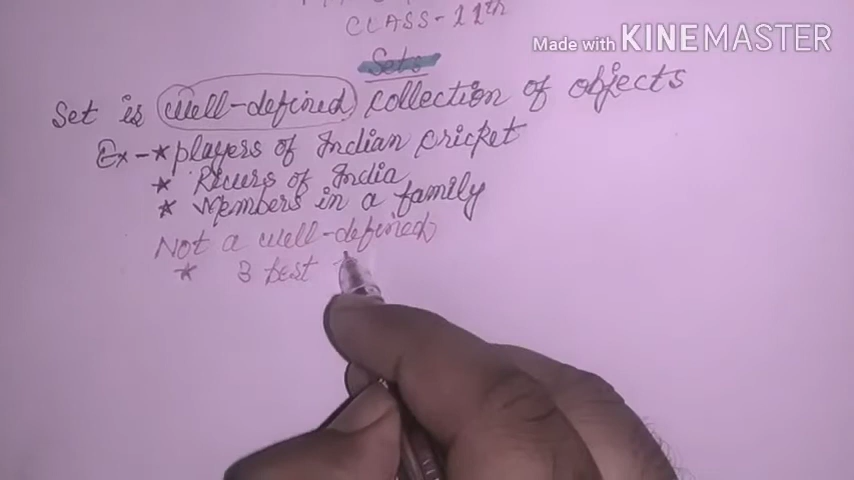 CLASS-11th
Made with KINEMASTER
Sets
Set is well-defined collection of objects
Ex-* players of Indian cricket
* Rivers of India
* Members in a family
Not a well-defined
* 3 best